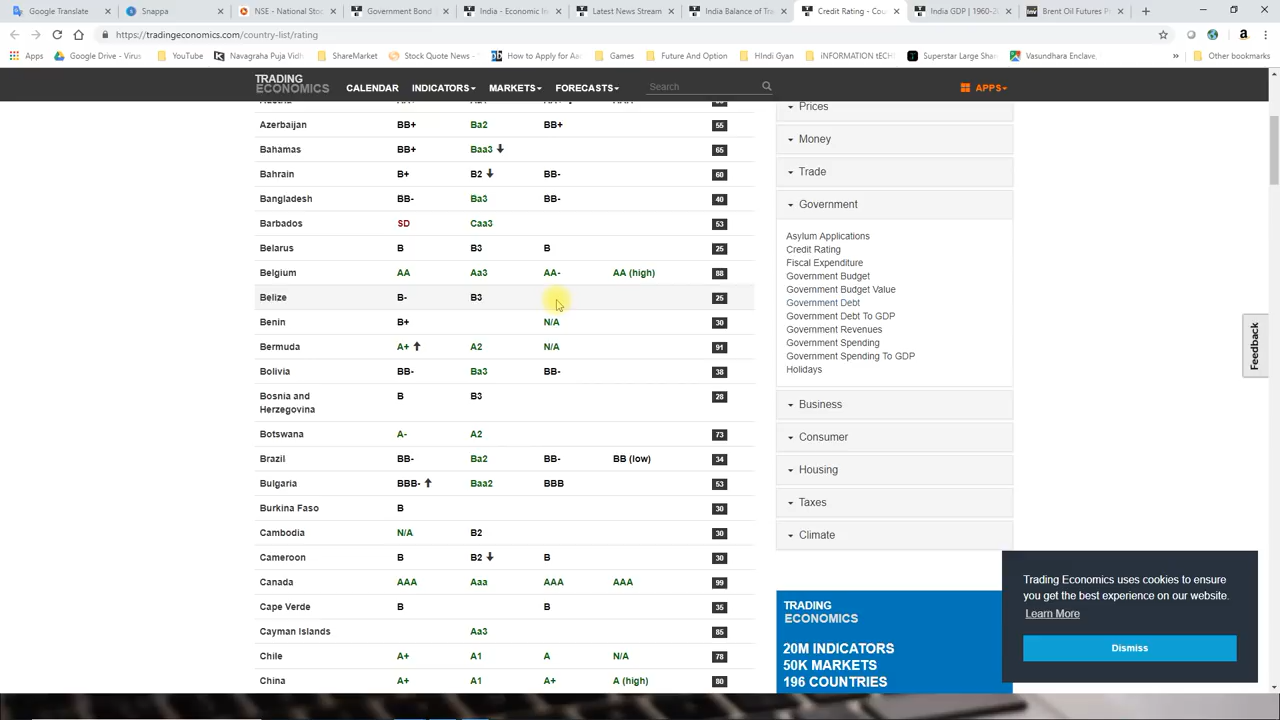 Google Translate
Snappa
NSE - National Stoc
Government Bond
India - Economic In
Latest News Stream
India Balance of Tra
Credit Rating - Cou
India GDP | 1960-2
Brent Oil Futures Pr
https://tradingeconomics.com/country-list/rating
Apps
Google Drive - Virus
YouTube
Navagraha Puja Vidh
ShareMarket
Stock Quote News -
How to Apply for Aa
Games
Future And Option
HIndi Gyan
iNFORMATION tECH
Superstar Large Shar
Vasundhara Enclave,
Other bookmarks
TRADING
ECONOMICS
CALENDAR
INDICATORS
MARKETS
FORECASTS
Search
APPS
Azerbaijan BB+ Ba2 BB+ 55
Bahamas BB+ Baa3 65
Bahrain B+ B2 BB- 60
Bangladesh BB- Ba3 BB- 40
Barbados SD Caa3 53
Belarus B B3 B 25
Belgium AA Aa3 AA- AA (high) 88
Belize B- B3 25
Benin B+ N/A 30
Bermuda A+ A2 N/A 91
Bolivia BB- Ba3 BB- 38
Bosnia and
Herzegovina
B B3 28
Botswana A- A2 73
Brazil BB- Ba2 BB- BB (low) 34
Bulgaria BBB- Baa2 BBB 53
Burkina Faso B 30
Cambodia N/A B2 30
Cameroon B B2 B 30
Canada AAA Aaa AAA AAA 99
Cape Verde B B 35
Cayman Islands Aa3 85
Chile A+ A1 A N/A 78
China A+ A1 A+ A (high) 80
Prices
Money
Trade
Government
Asylum Applications
Credit Rating
Fiscal Expenditure
Government Budget
Government Budget Value
Government Debt
Government Debt To GDP
Government Revenues
Government Spending
Government Spending To GDP
Holidays
Business
Consumer
Housing
Taxes
Climate
TRADING
ECONOMICS
20M INDICATORS
50K MARKETS
196 COUNTRIES
Feedback
Trading Economics uses cookies to ensure
you get the best experience on our website.
Learn More
Dismiss